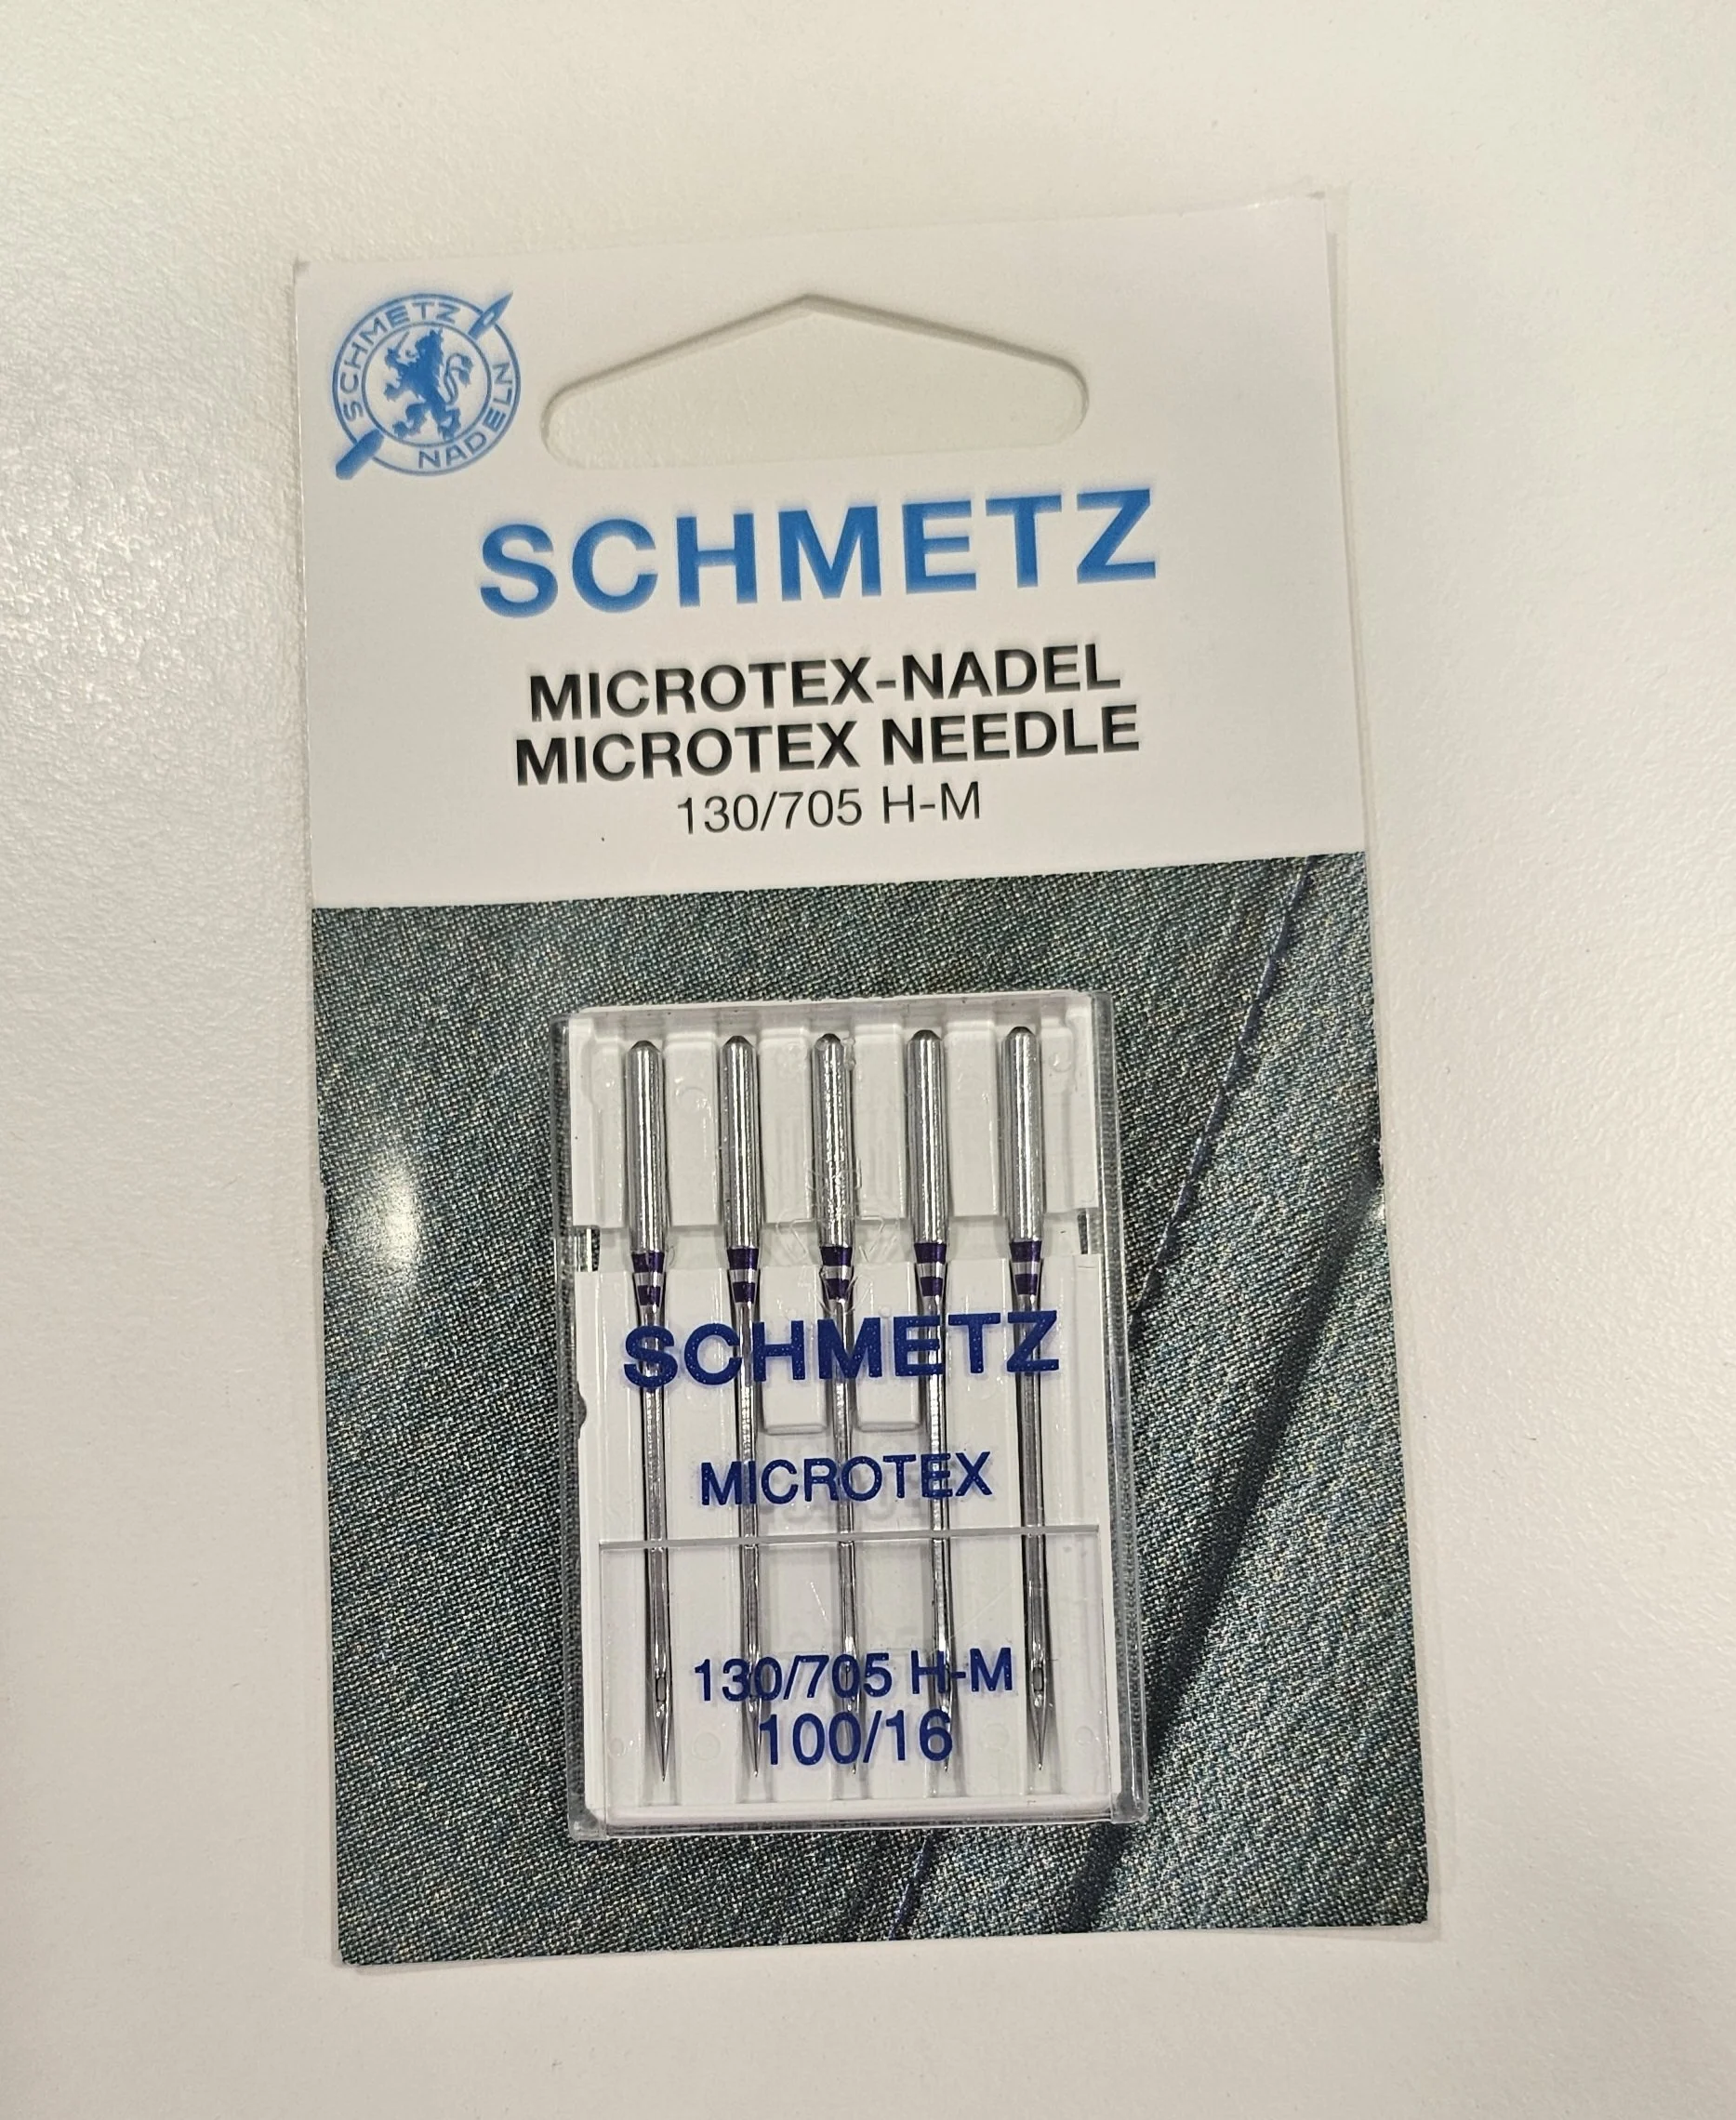 SCHMETZ
NADELN
SCHMETZ
MICROTEX-NADEL
MICROTEX NEEDLE
130/705 H-M
SCHMETZ
MICROTEX
130/705 H-M
100/16